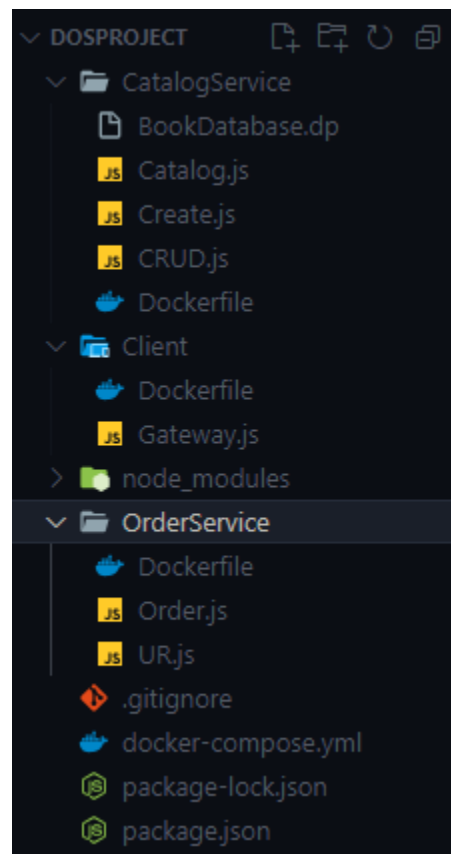 DOSPROJECT
CatalogService
BookDatabase.dp
JS Catalog.js
JS Create.js
JS CRUD.js
Dockerfile
Client
Dockerfile
JS Gateway.js
node_modules
OrderService
Dockerfile
JS Order.js
JS UR.js
.gitignore
docker-compose.yml
package-lock.json
package.json